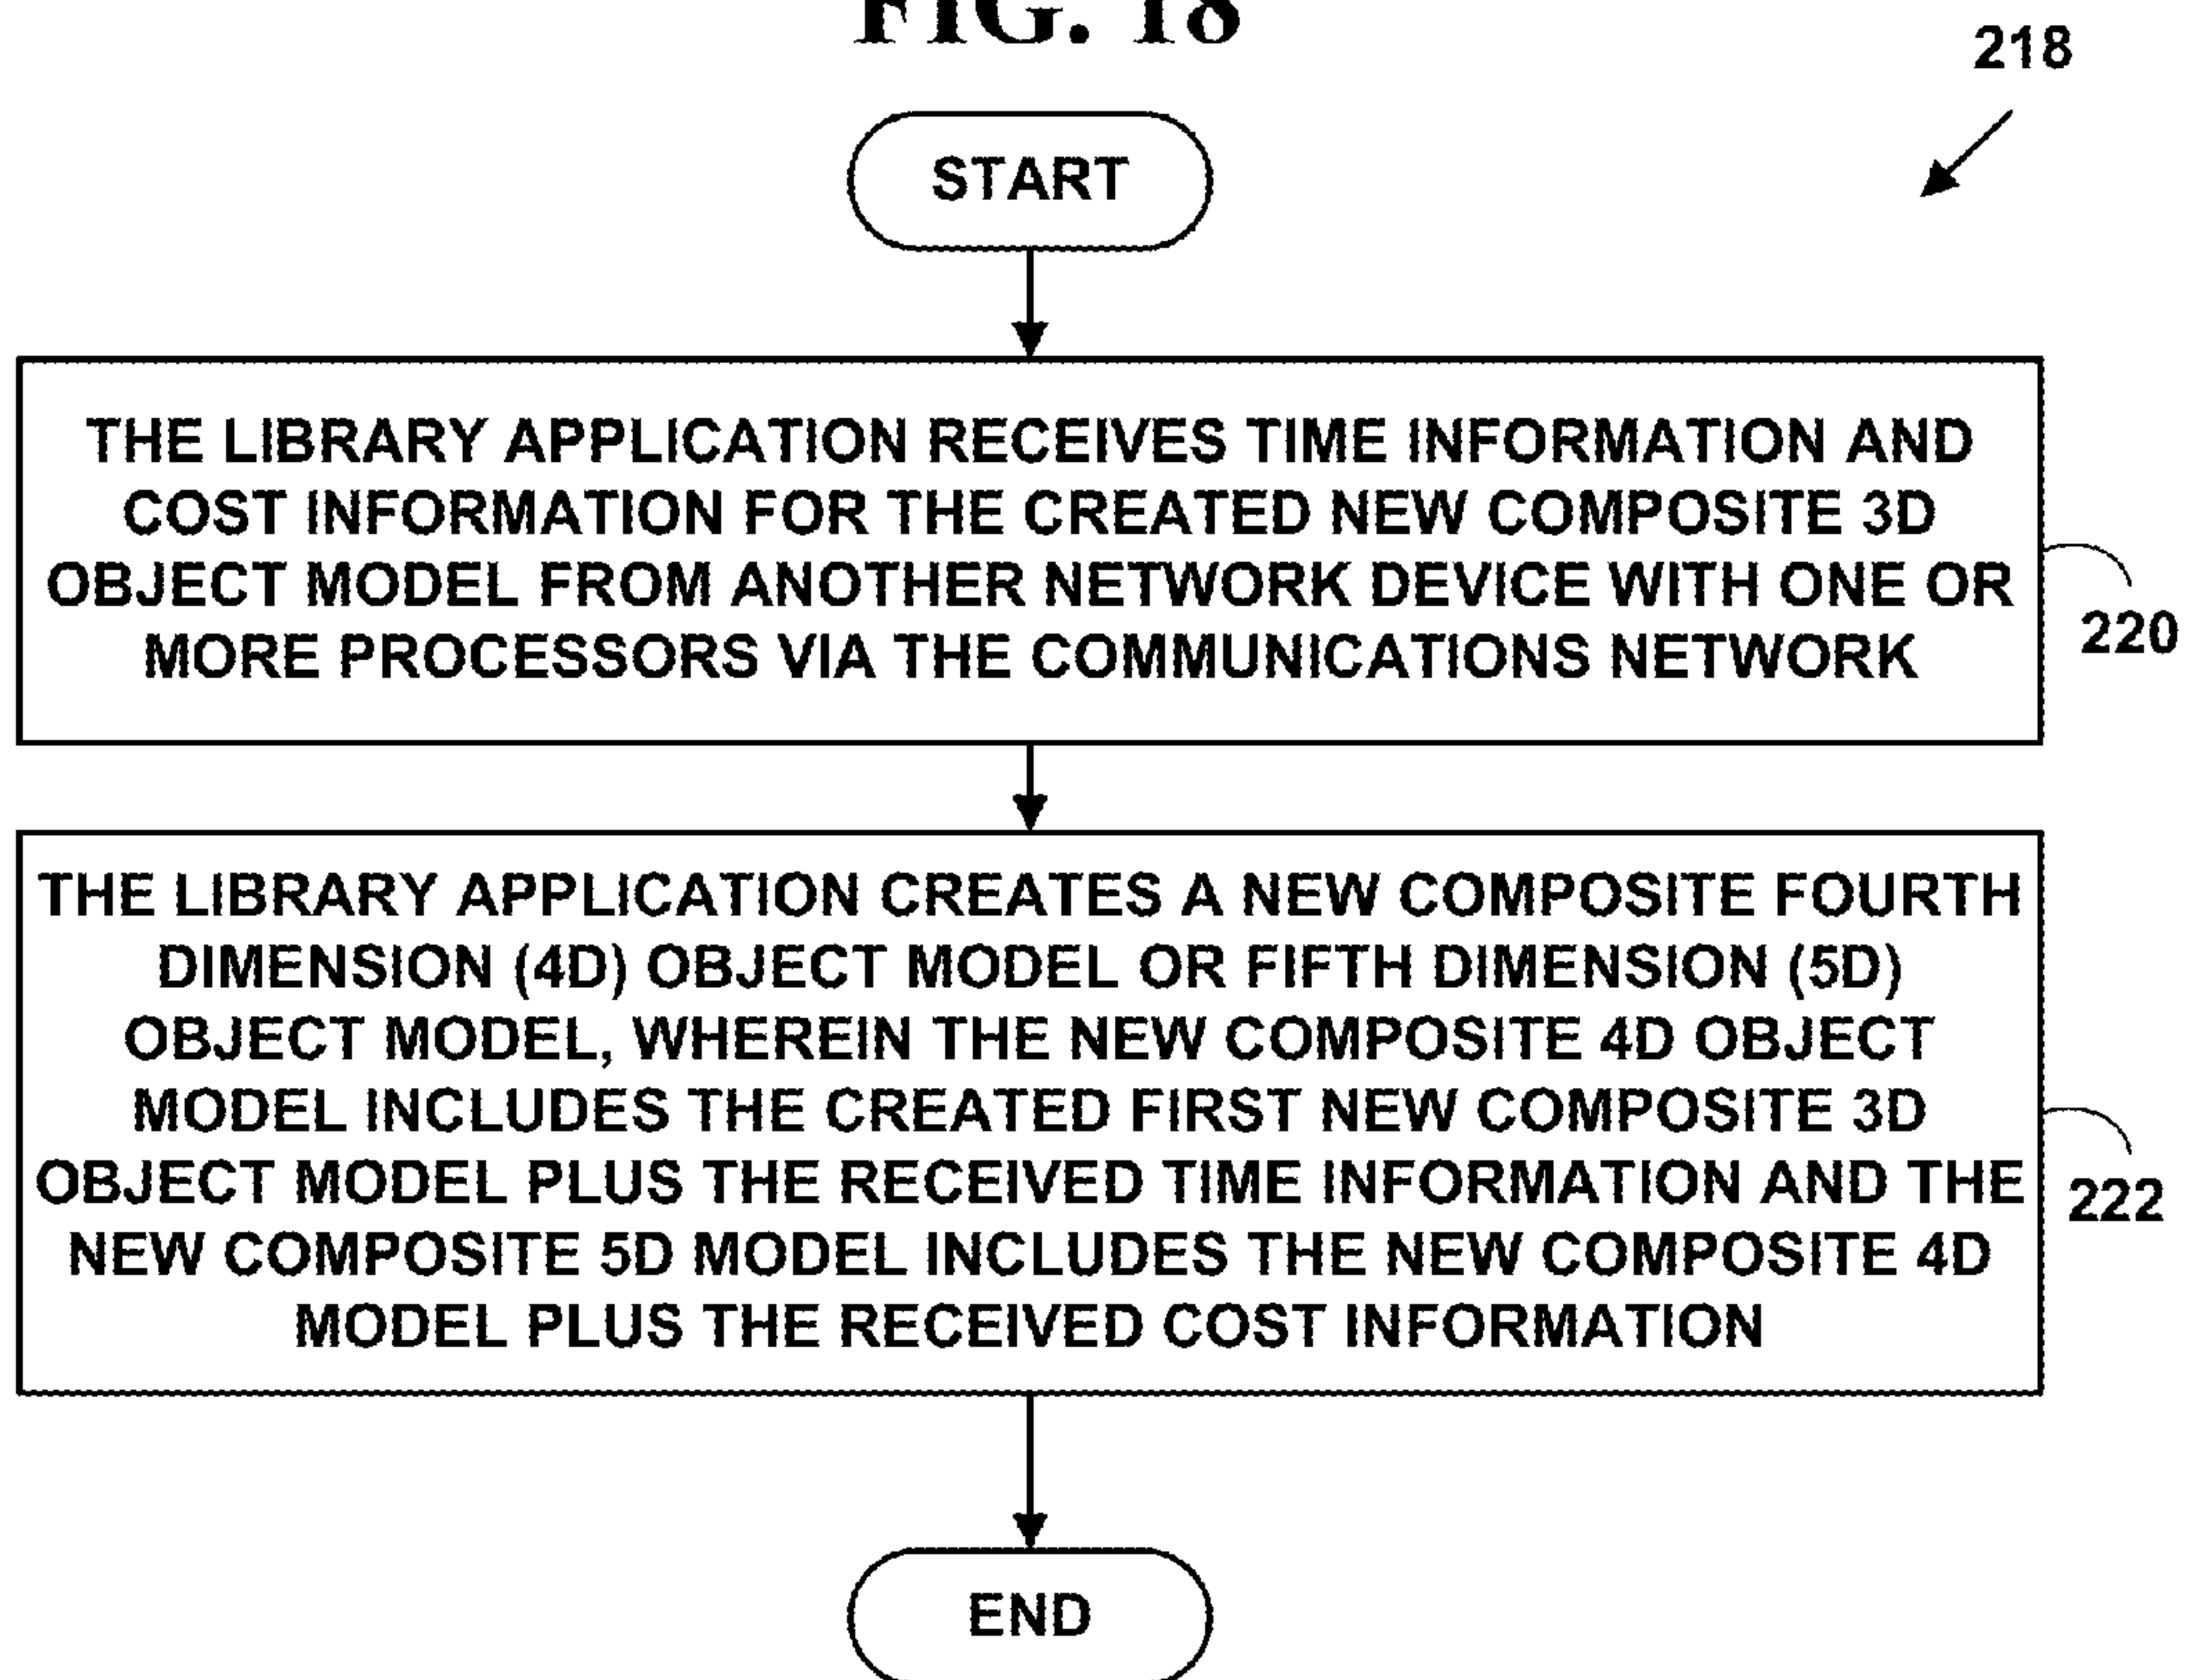 FIG. 18
218
START
THE LIBRARY APPLICATION RECEIVES TIME INFORMATION AND
COST INFORMATION FOR THE CREATED NEW COMPOSITE 3D
OBJECT MODEL FROM ANOTHER NETWORK DEVICE WITH ONE OR
MORE PROCESSORS VIA THE COMMUNICATIONS NETWORK
220
THE LIBRARY APPLICATION CREATES A NEW COMPOSITE FOURTH
DIMENSION (4D) OBJECT MODEL OR FIFTH DIMENSION (5D)
OBJECT MODEL, WHEREIN THE NEW COMPOSITE 4D OBJECT
MODEL INCLUDES THE CREATED FIRST NEW COMPOSITE 3D
OBJECT MODEL PLUS THE RECEIVED TIME INFORMATION AND THE
NEW COMPOSITE 5D MODEL INCLUDES THE NEW COMPOSITE 4D
MODEL PLUS THE RECEIVED COST INFORMATION
222
END